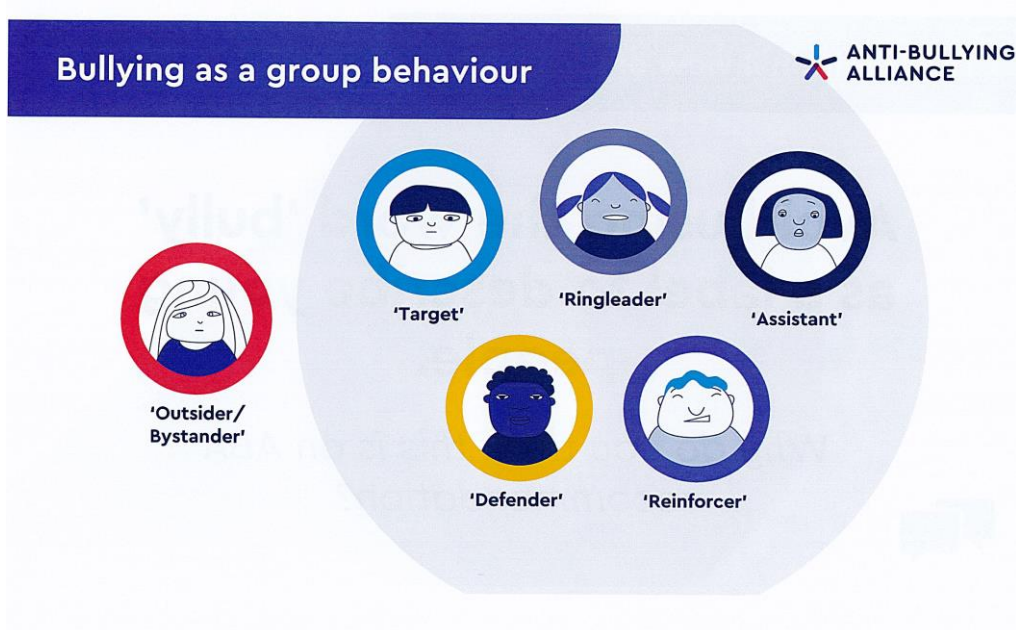 Bullying as a group behaviour
ANTI-BULLYING
ALLIANCE
'Target'
'Ringleader'
'Assistant'
'Outsider/
Bystander'
'Defender'
'Reinforcer'